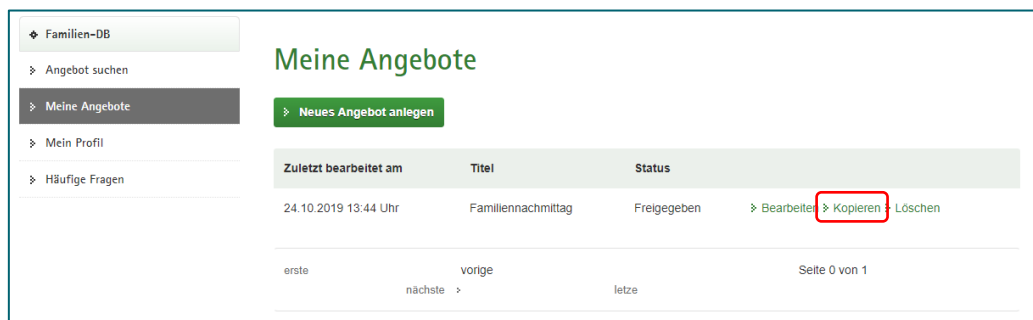 Familien-DB
Angebot suchen
Meine Angebote
Mein Profil
Häufige Fragen
Meine Angebote
Neues Angebot anlegen
Zuletzt bearbeitet am Titel Status
24.10.2019 13:44 Uhr Familiennachmittag Freigegeben Bearbeiten Kopieren Löschen
erste vorige Seite 0 von 1
nächste letze